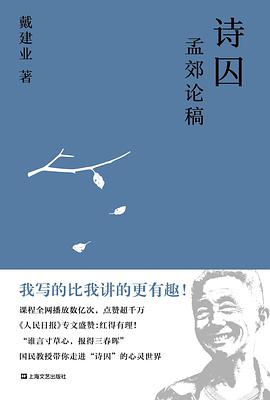 诗囚
孟郊论稿
戴建业 著
我写的比我讲的更有趣！
课程全网播放数亿次，点赞超千万
《人民日报》专文盛赞：红得有理！
“谁言寸草心，报得三春晖”
国民教授带你走进“诗囚”的心灵世界
上海文艺出版社